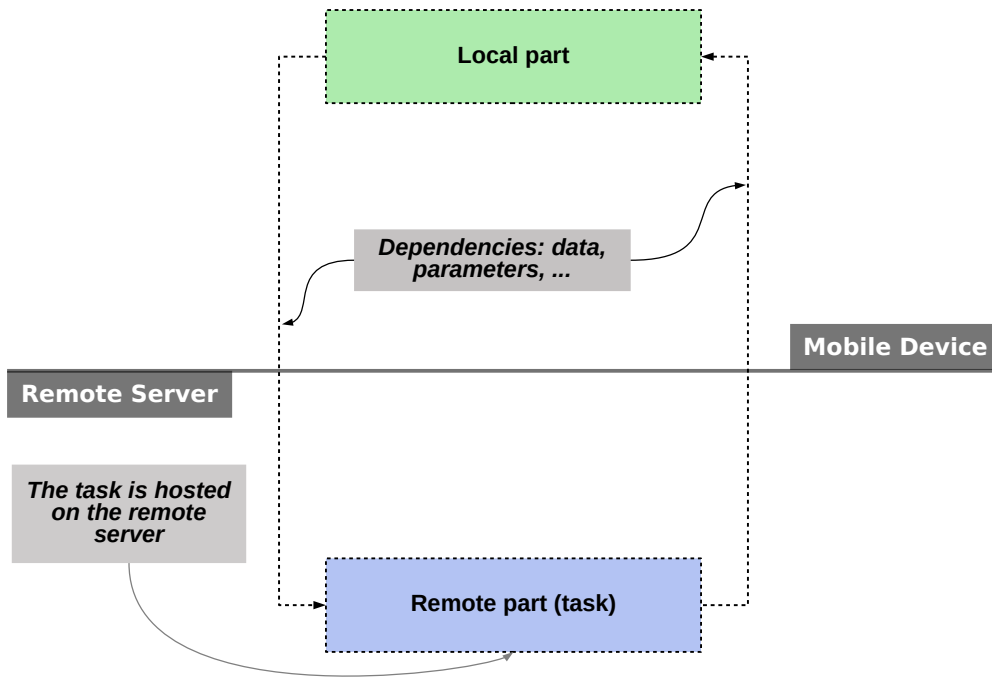 Local part
Dependencies: data,
parameters, ...
Mobile Device
Remote Server
The task is hosted
on the remote
server
Remote part (task)